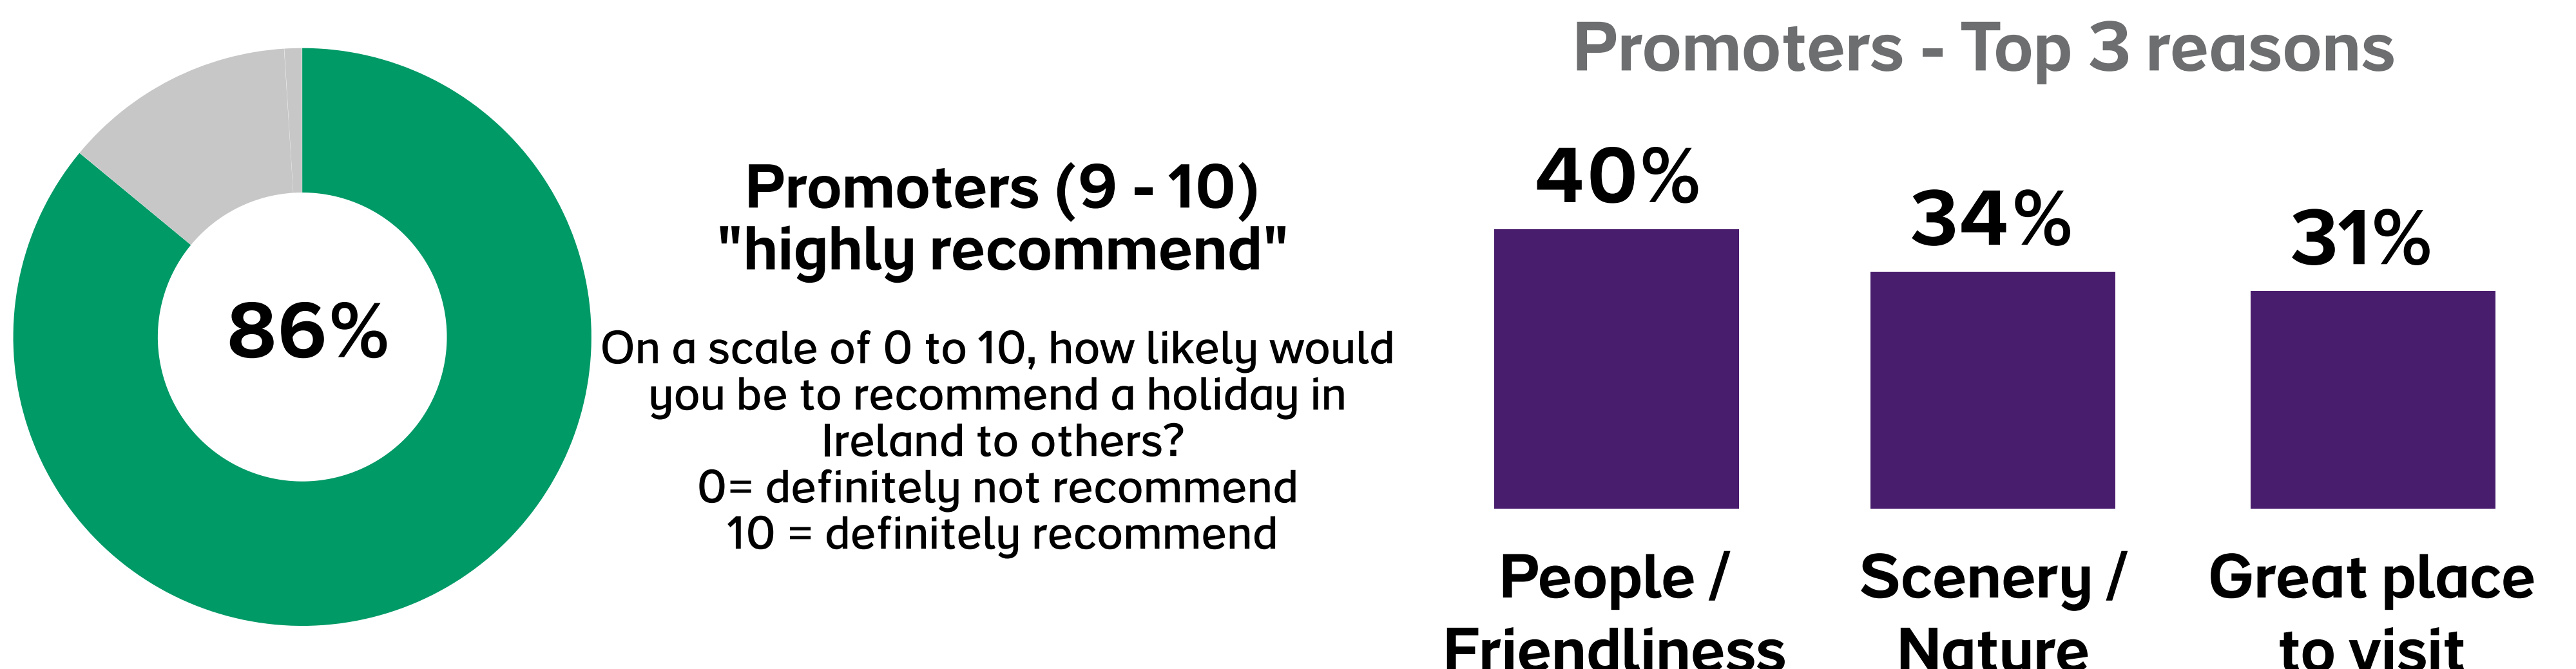 86%
Promoters (9 - 10)
"highly recommend"
On a scale of 0 to 10, how likely would
you be to recommend a holiday in
Ireland to others?
0= definitely not recommend
10 = definitely recommend
Promoters - Top 3 reasons
40%
34%
31%
People /
Friendliness
Scenery /
Nature
Great place
to visit